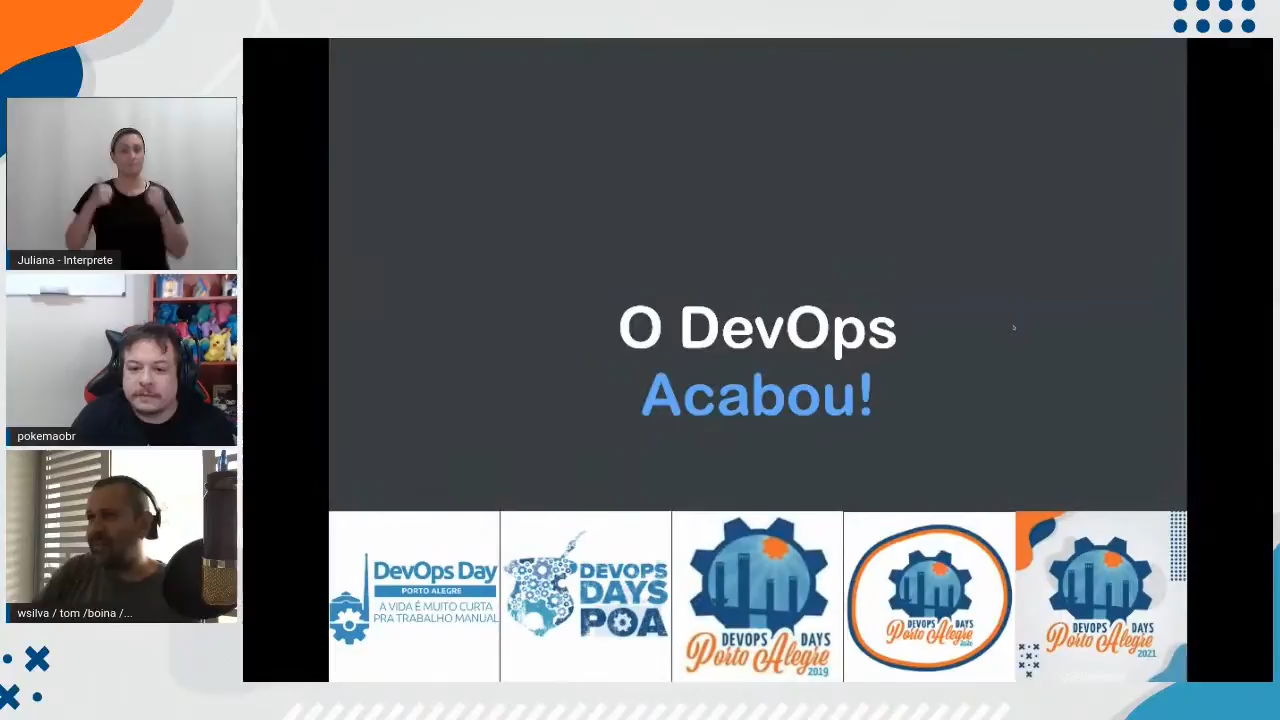 Juliana - Interprete
pokemaobr
wsilva / tom /boina /...
O DevOps
Acabou!
DevOps Day
PORTO ALEGRE
A VIDA É MUITO CURTA
PRA TRABALHO MANUAL
DEVOPS
DAYS
POA
DEVOPS DAYS
Porto Alegre
2019
DEVOPS DAYS
Porto Alegre
2020
DEVOPS DAYS
Porto Alegre
2021